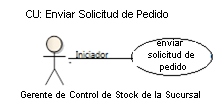 CU: Enviar Solicitud de Pedido
Iniciador
enviar
solicitud de
pedido
Gerente de Control de Stock de la Sucursal